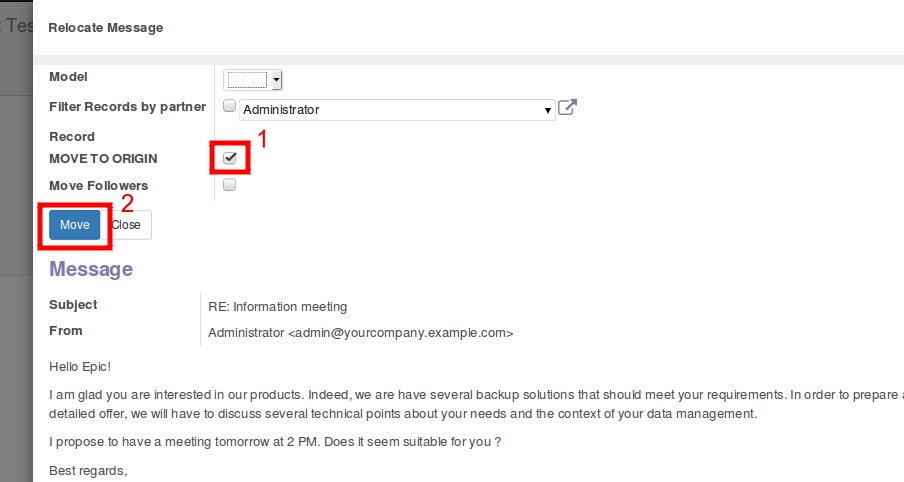 t Tes
Relocate Message
Model
Filter Records by partner
Administrator
Record
1
MOVE TO ORIGIN
Move Followers
2
Move
Close
Message
Subject
RE: Information meeting
From
Administrator <admin@yourcompany.example.com>
Hello Epic!
I am glad you are interested in our products. Indeed, we are have several backup solutions that should meet your requirements. In order to prepare a
detailed offer, we will have to discuss several technical points about your needs and the context of your data management.
I propose to have a meeting tomorrow at 2 PM. Does it seem suitable for you ?
Best regards,